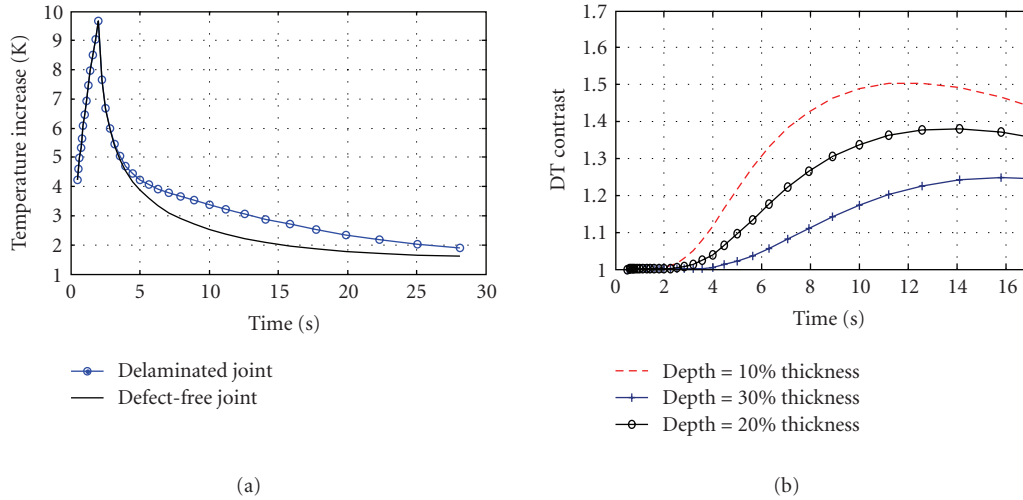 10
9
8
7
6
5
4
3
2
1
Temperature increase (K)
0 5 10 15 20 25 30
Time (s)
Delaminated joint
Defect-free joint
(a)
1.7
1.6
1.5
1.4
1.3
1.2
1.1
1
DT contrast
0 2 4 6 8 10 12 14 16
Time (s)
Depth = 10% thickness
Depth = 30% thickness
Depth = 20% thickness
(b)